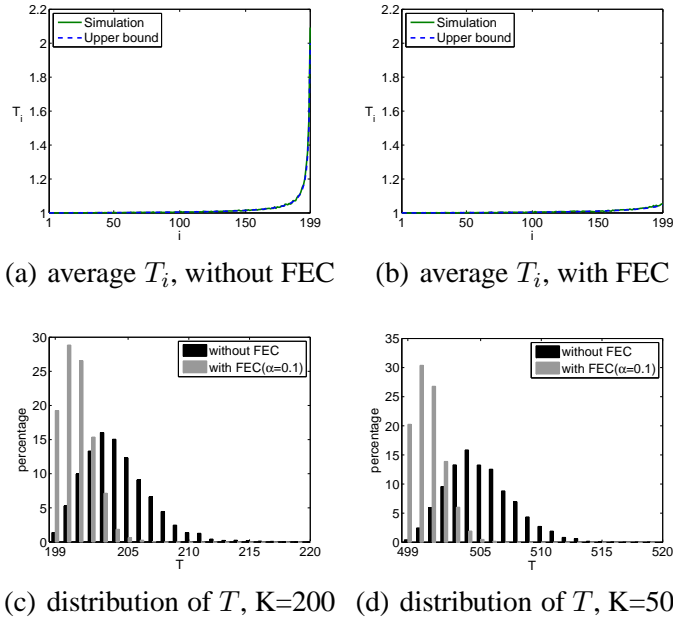 Simulation
Upper bound
2.2
2
1.8
1.6
1.4
1.2
1
T_i
1 50 100 150 199
i
(a) average T_i, without FEC
Simulation
Upper bound
2.2
2
1.8
1.6
1.4
1.2
1
T_i
1 50 100 150 199
i
(b) average T_i, with FEC
without FEC
with FEC(α=0.1)
30
25
20
15
10
5
0
percentage
199 205 210 215 220
T
(c) distribution of T, K=200
without FEC
with FEC(α=0.1)
35
30
25
20
15
10
5
0
percentage
499 505 510 515 520
T
(d) distribution of T, K=50